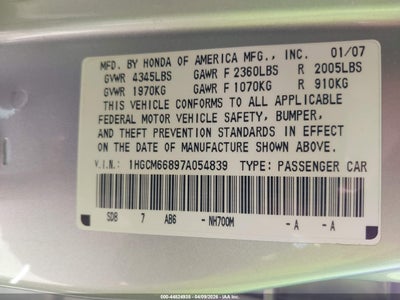 MFD. BY HONDA OF AMERICA MFG., INC. 01/07
GVWR 4345LBS GAWR F 2360LBS R 2005LBS
GVWR 1970KG GAWR F 1070KG R 910KG
THIS VEHICLE CONFORMS TO ALL APPLICABLE
FEDERAL MOTOR VEHICLE SAFETY, BUMPER,
AND THEFT PREVENTION STANDARDS IN EFFECT
ON THE DATE OF MANUFACTURE SHOWN ABOVE.
V.I.N.: 1HGCM66897A054839 TYPE: PASSENGER CAR
SD8 7 AB6 - NH700M - A - A
000-44824935 - 04/09/2026 - IAA Inc.